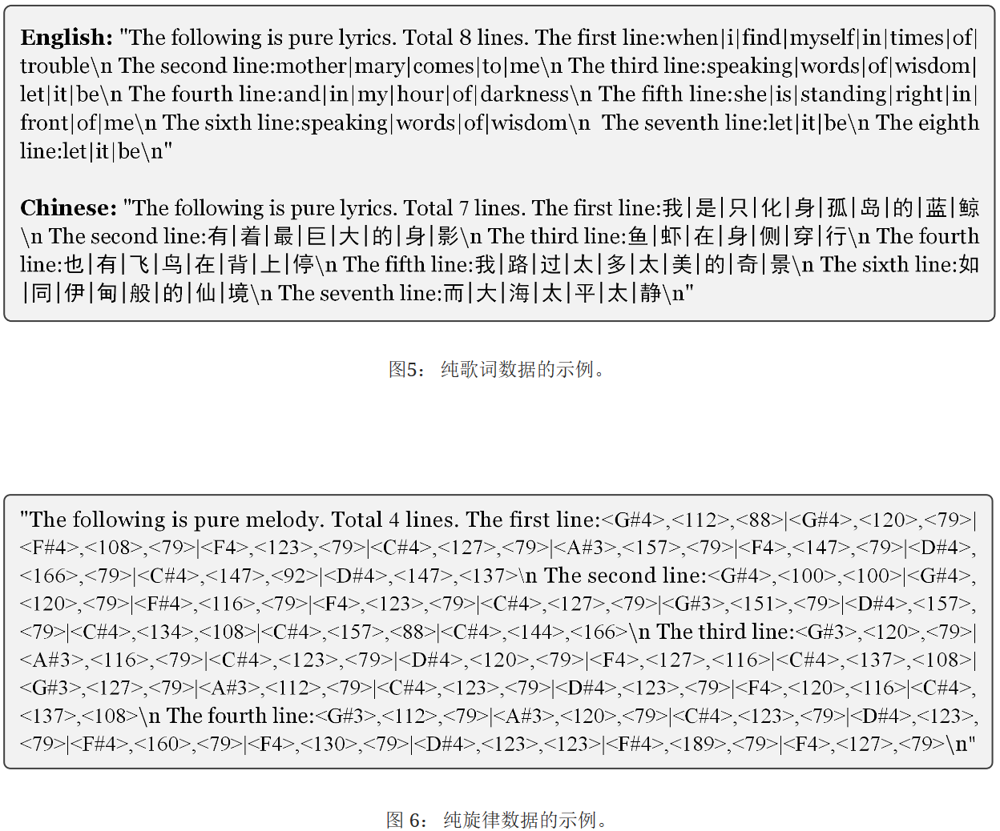 English: "The following is pure lyrics. Total 8 lines. The first line:when|i|find|myself|in|times|of|
trouble\n The second line:mother|mary|comes|to|me\n The third line:speaking|words|of|wisdom|
let|it|be\n The fourth line:and|in|my|hour|of|darkness\n The fifth line:she|is|standing|right|in|
front|of|me\n The sixth line:speaking|words|of|wisdom\n The seventh line:let|it|be\n The eighth
line:let|it|be\n"
Chinese: "The following is pure lyrics. Total 7 lines. The first line:我|是|只|化|身|孤|岛|的|蓝|鲸
\n The second line:有|着|最|巨|大|的|身|影\n The third line:鱼|虾|在|身|侧|穿|行\n The fourth
line:也|有|飞|鸟|在|背|上|停\n The fifth line:我|路|过|太|多|太|美|的|奇|景\n The sixth line:如
|同|伊|甸|般|的|仙|境\n The seventh line:而|大|海|太|平|太|静\n"
图5： 纯歌词数据的示例。
"The following is pure melody. Total 4 lines. The first line:<G#4>,<112>,<88>|<G#4>,<120>,<79>|
<F#4>,<108>,<79>|<F4>,<123>,<79>|<C#4>,<127>,<79>|<A#3>,<157>,<79>|<F4>,<147>,<79>|<D#4>,
<166>,<79>|<C#4>,<147>,<92>|<D#4>,<147>,<137>\n The second line:<G#4>,<100>,<100>|<G#4>,
<120>,<79>|<F#4>,<116>,<79>|<F4>,<123>,<79>|<C#4>,<127>,<79>|<G#3>,<151>,<79>|<D#4>,<157>,
<79>|<C#4>,<134>,<108>|<C#4>,<157>,<88>|<C#4>,<144>,<166>\n The third line:<G#3>,<120>,<79>|
<A#3>,<116>,<79>|<C#4>,<123>,<79>|<D#4>,<120>,<79>|<F4>,<127>,<116>|<C#4>,<137>,<108>|
<G#3>,<127>,<79>|<A#3>,<112>,<79>|<C#4>,<123>,<79>|<D#4>,<123>,<79>|<F4>,<120>,<116>|<C#4>,
<137>,<108>\n The fourth line:<G#3>,<112>,<79>|<A#3>,<120>,<79>|<C#4>,<123>,<79>|<D#4>,<123>,
<79>|<F#4>,<160>,<79>|<F4>,<130>,<79>|<D#4>,<123>,<123>|<F#4>,<189>,<79>|<F4>,<127>,<79>\n"
图 6： 纯旋律数据的示例。